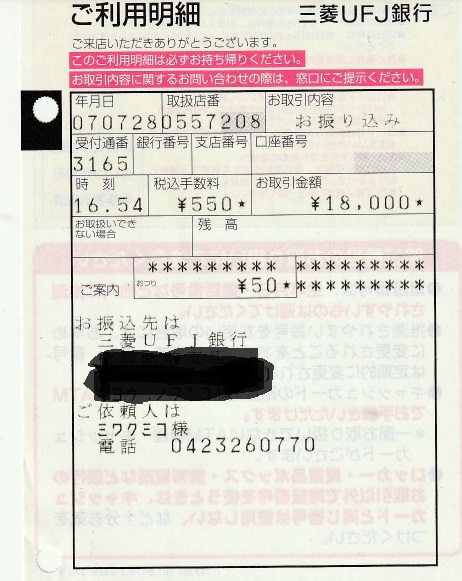 ご利用明細 三菱UFJ銀行
ご来店いただきありがとうございます。
このご利用明細は必ずお持ち帰りください。
お取引内容に関するお問い合わせの際は、窓口にご提示ください。
年月日 取扱店番 お取引内容
0707280557208 お振り込み
受付通番 銀行番号 支店番号 口座番号
3165
時刻 税込手数料 お取引金額
16.54 ¥550★ ¥18,000★
お取扱いでき 残高
ない場合
******** ********
ご案内 おつり ¥50★********
お振込先は
三菱UFJ銀行
ご依頼人は
ミワクミコ様
電話 0423260770